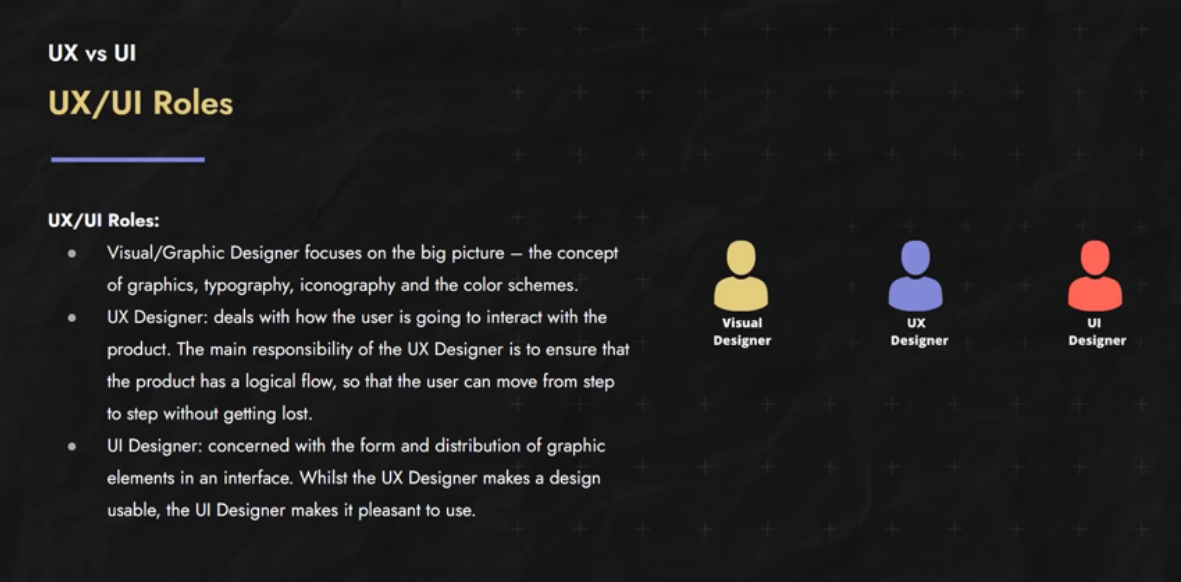 UX vs UI
UX/UI Roles
UX/UI Roles:
● Visual/Graphic Designer focuses on the big picture – the concept
of graphics, typography, iconography and the color schemes.
● UX Designer: deals with how the user is going to interact with the
product. The main responsibility of the UX Designer is to ensure that
the product has a logical flow, so that the user can move from step
to step without getting lost.
● UI Designer: concerned with the form and distribution of graphic
elements in an interface. Whilst the UX Designer makes a design
usable, the UI Designer makes it pleasant to use.
Visual
Designer
UX
Designer
UI
Designer